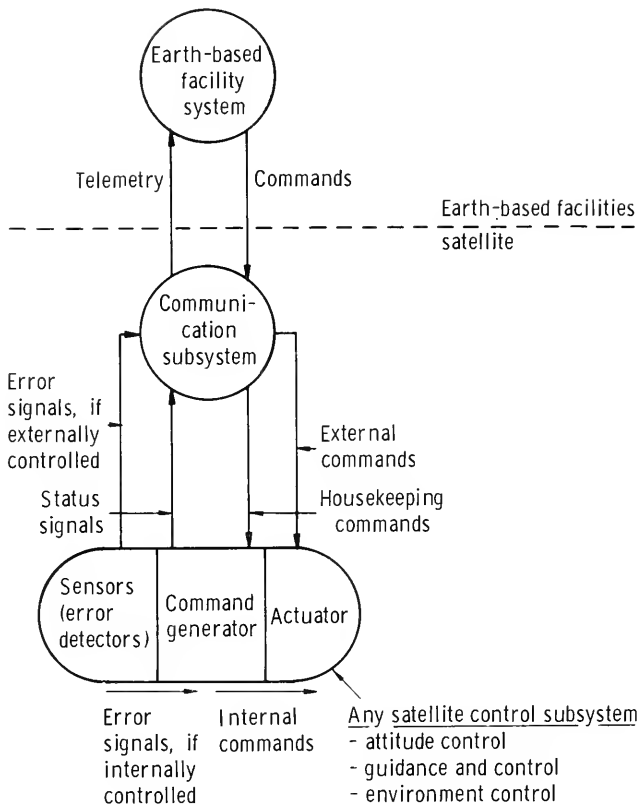 Earth-based
facility
system
Telemetry
Commands
Earth-based facilities
satellite
Communi-
cation
subsystem
Error
signals, if
externally
controlled
External
commands
Status
signals
Housekeeping
commands
Sensors
(error
detectors)
Command
generator
Actuator
Error
signals, if
internally
controlled
Internal
commands
Any satellite control subsystem
- attitude control
- guidance and control
- environment control